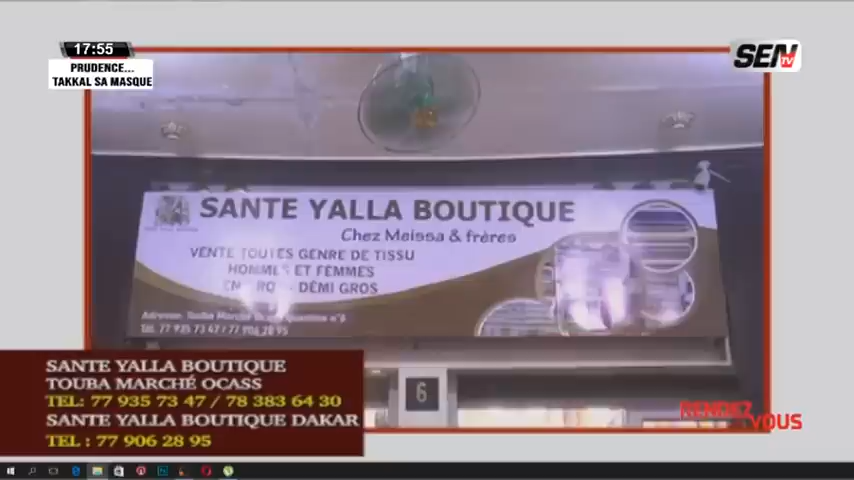 17:55
PRUDENCE...
TAKKAL SA MASQUE
SEN TV
SANTE YALLA BOUTIQUE
Chez Meissa & frères
VENTE TOUTES GENRE DE TISSU
HOMMES ET FEMMES
DEMI GROS
Tél. 77 935 73 47 / 77 906 28 95
6
SANTE YALLA BOUTIQUE
TOUBA MARCHÉ OCASS
TEL: 77 935 73 47 / 78 383 64 30
SANTE YALLA BOUTIQUE DAKAR
TEL : 77 906 28 95
RENDEZ
VOUS